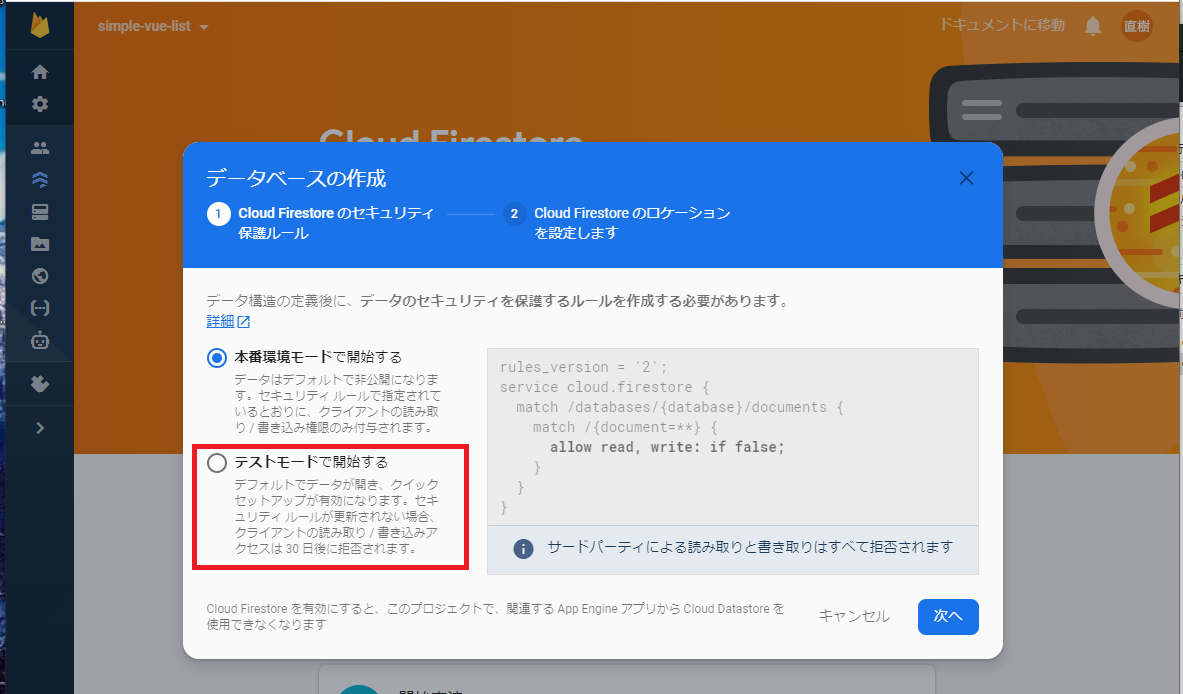 simple-vue-list
ドキュメントに移動
直樹
Cloud Firestore
データベースの作成
1 Cloud Firestore のセキュリティ
保護ルール
2 Cloud Firestore のロケーション
を設定します
データ構造の定義後に、データのセキュリティを保護するルールを作成する必要があります。
詳細
本番環境モードで開始する
データはデフォルトで非公開になりま
す。セキュリティ ルールで指定されて
いるとおりに、クライアントの読み取
り / 書き込み権限のみ付与されます。
テストモードで開始する
デフォルトでデータが開き、クイック
セットアップが有効になります。セキ
ュリティ ルールが更新されない場合、
クライアントの読み取り / 書き込みア
クセスは 30 日後に拒否されます。
rules_version = '2';
service cloud.firestore {
match /databases/{database}/documents {
match /{document=**} {
allow read, write: if false;
}
}
}
サードパーティによる読み取りと書き取りはすべて拒否されます
Cloud Firestore を有効にすると、このプロジェクトで、関連する App Engine アプリから Cloud Datastore を
使用できなくなります
キャンセル
次へ